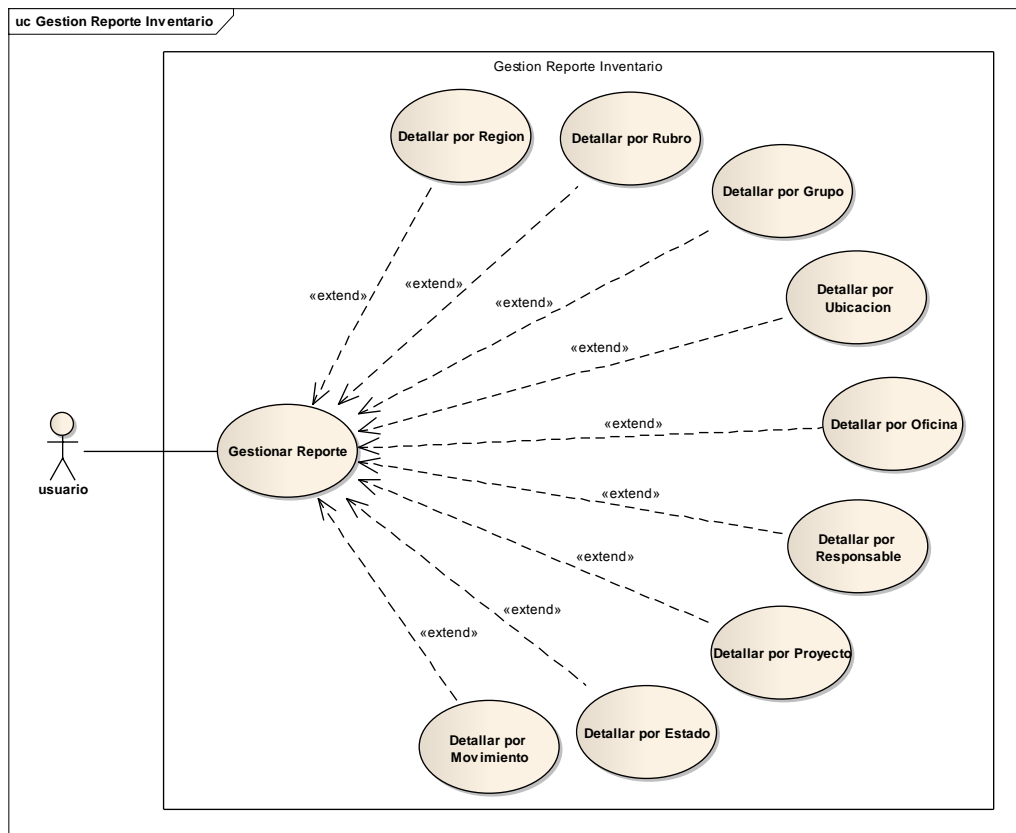 uc Gestion Reporte Inventario
Gestion Reporte Inventario
Detallar por Region
Detallar por Rubro
Detallar por Grupo
Detallar por
Ubicacion
Detallar por Oficina
Detallar por
Responsable
Detallar por Proyecto
Detallar por Estado
Detallar por
Movimiento
Gestionar Reporte
usuario
«extend»
«extend»
«extend»
«extend»
«extend»
«extend»
«extend»
«extend»
«extend»